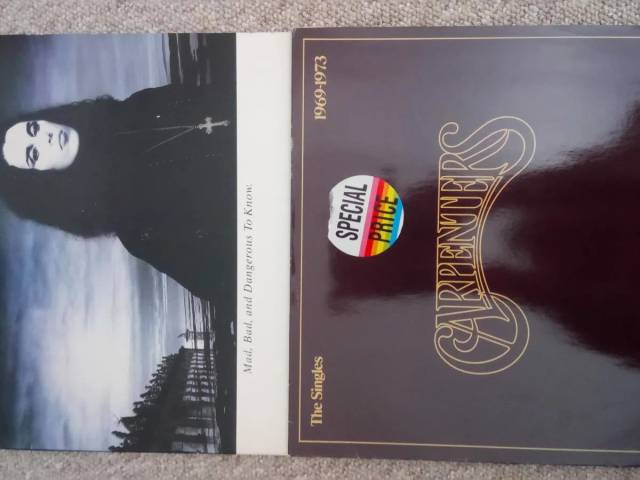 Mad, Bad, and Dangerous To Know.
The Singles 1969-1973
SPECIAL
PRICE
CARPENTERS